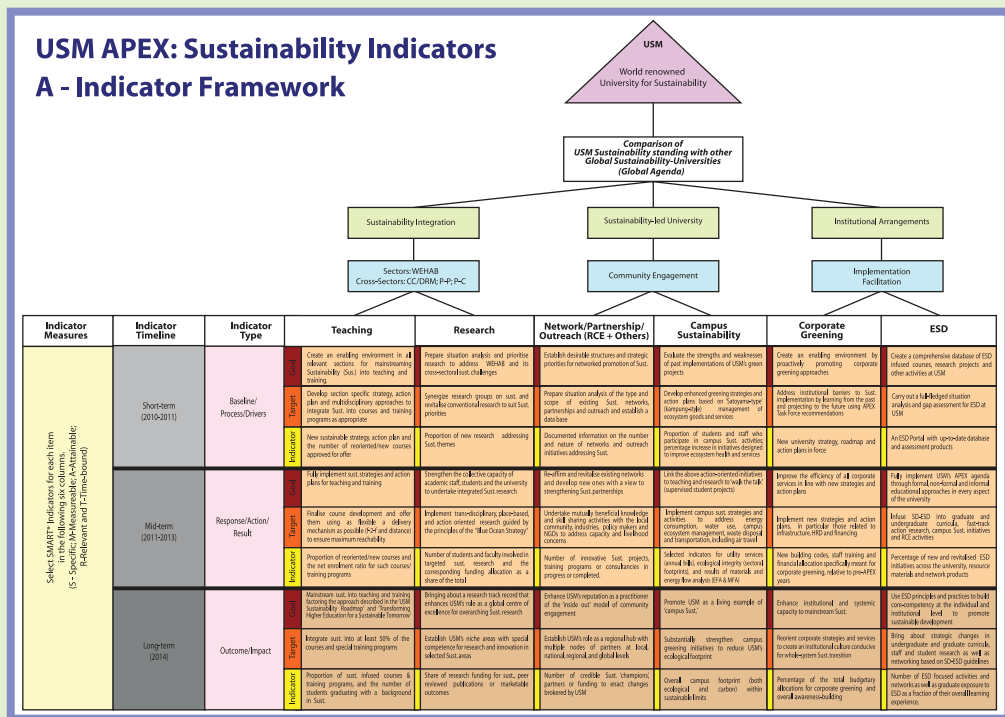 USM APEX: Sustainability Indicators
A - Indicator Framework
USM
World renowned
University for Sustainability
Comparison of
USM Sustainability standing with other
Global Sustainability-Universities
(Global Agenda)
Sustainability Integration
Sustainability-led University
Institutional Arrangements
Sectors: WEHAB
Cross-Sectors: CC/DRM; P-P; P-C
Community Engagement
Implementation
Facilitation
Indicator
Measures
Indicator
Timeline
Indicator
Type
Teaching
Research
Network/Partnership/
Outreach (RCE + Others)
Campus
Sustainability
Corporate
Greening
ESD
Select SMART* Indicators for each item
in the following six columns.
(S - Specific; M-Measureable; A-Attainable;
R-Relevant and T-Time-bound)
Short-term
(2010-2011)
Baseline/
Process/Drivers
Goal
Create an enabling environment in all
relevant sections for mainstreaming
Sustainability (Sus.) into teaching and
training.
Prepare situation analysis and prioritise
research to address WEHAB and its
cross-sectoral sust. challenges
Establish desirable structures and strategic
priorities for networked promotion of Sust.
Evaluate the strengths and weaknesses
of past implementations of USM's green
projects
Create an enabling environment by
proactively promoting corporate
greening approaches
Create a comprehensive database of ESD
infused courses, research projects and
other activities at USM
Target
Develop section specific strategy, action
plan and multidisciplinary approaches to
integrate Sust. into courses and training
programs as appropriate
Synergize research groups on sust. and
revitalise conventional research to suit Sust.
priorities
Prepare situation analysis of the type and
scope of existing Sust. networks,
partnerships and outreach and establish a
data base
Develop enhanced greening strategies and
action plans based on 'Satoyama-type'
(kampung-style) management of
ecosystem goods and services
Address institutional barriers to Sust.
implementation by learning from the past
and projecting to the future using APEX
Task Force recommendations
Carry out a full-fledged situation
analysis and gap assessment for ESD at
USM
Indicator
New sustainable strategy, action plan and
the number of reoriented/new courses
approved for offer
Proportion of new research addressing
Sust. themes
Documented information on the number
and nature of networks and outreach
initiatives addressing Sust.
Proportion of students and staff who
participate in campus Sust. activities;
percentage increase in initiatives designed
to improve ecosystem health and services
New university strategy, roadmap and
action plans in force
An ESD Portal with up-to-date database
and assessment products
Mid-term
(2011-2013)
Response/Action/
Result
Goal
Fully implement sust. strategies and action
plans for teaching and training
Strengthen the collective capacity of
academic staff, students and the university
to undertake integrated Sust. research
Re-affirm and revitalise existing networks
and develop new ones with a view to
strengthening Sust. partnerships
Link the above action-oriented initiatives
to teaching and research to 'walk the talk'
(supervised student projects)
Improve the efficiency of all corporate
services in line with new strategies and
action plans
Fully implement USM's APEX agenda
through formal, non-formal and informal
educational approaches in every aspect
of the university
Target
Finalise course development and offer
them using as flexible a delivery
mechanism as possible (F2-F and distance)
to ensure maximum reachability
Implement trans-disciplinary, place-based,
and action oriented research guided by
the principles of the "Blue Ocean Strategy"
Undertake mutually beneficial knowledge
and skill sharing activities with the local
community, industries, policy makers and
NGOs to address capacity and livelihood
concerns
Implement campus sust. strategies and
activities to address energy
consumption, water use, campus
ecosystem management, waste disposal
and transportation, including air travel
Implement new strategies and action
plans, in particular those related to
infrastructure, HRD and financing
Infuse SD-ESD into graduate and
undergraduate curricula, fast-track
action research, campus Sust. initiatives
and RCE activities
Indicator
Proportion of reoriented/new courses and
the net enrolment ratio for such courses/
training programs
Number of students and faculty involved in
targeted sust. research and the
corresponding funding allocation as a
share of the total
Number of innovative Sust. projects,
training programs or consultancies in
progress or completed.
Selected indicators for utility services
(annual bills), ecological integrity (sectoral
footprints), and results of materials and
energy flow analysis (EFA & MFA)
New building codes, staff training and
financial allocation specifically meant for
corporate greening, relative to pre-APEX
years
Percentage of new and revitalised ESD
initiatives across the university, resource
materials and network products
Long-term
(2014)
Outcome/Impact
Goal
Mainstream sust. into teaching and training
factoring the approach described in the 'USM
Sustainability Roadmap' and 'Transforming
Higher Education for a Sustainable Tomorrow'
Bringing about a research track record that
enhances USM's role as a global centre of
excellence for overarching Sust. research
Enhance USM's reputation as a practitioner
of the 'inside out' model of community
engagement
Promote USM as a living example of
'Campus Sust.'
Enhance institutional and systemic
capacity to mainstream Sust.
Use ESD principles and practices to build
core-competency at the individual and
institutional level to promote
sustainable development
Target
Integrate sust. into at least 50% of the
courses and special training programs
Establish USM's niche areas with special
competence for research and innovation in
selected Sust. areas
Establish USM's role as a regional hub with
multiple nodes of partners at local,
national, regional, and global levels
Substantially strengthen campus
greening initiatives to reduce USM's
ecological footprint
Reorient corporate strategies and services
to create an institutional culture conducive
for whole-system Sust. transition
Bring about strategic changes in
undergraduate and graduate curricula,
staff and student research as well as
networking based on SD-ESD guidelines
Indicator
Proportion of sust. infused courses &
training programs, and the number of
students graduating with a background
in Sust.
Share of research funding for sust., peer
reviewed publications or marketable
outcomes
Number of credible Sust. 'champions',
partners or funding to enact changes
brokered by USM
Overall campus footprint (both
ecological and carbon) within
sustainable limits
Percentage of the total budgetary
allocations for corporate greening and
overall awareness-building
Number of ESD focused activities and
networks as well as graduate exposure to
ESD as a fraction of their overall learning
experience.